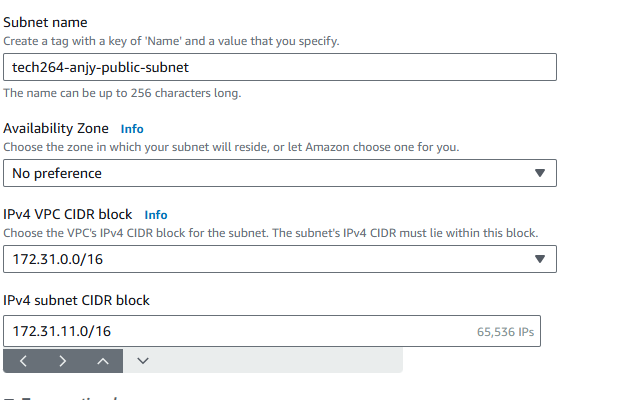 Subnet name
Create a tag with a key of 'Name' and a value that you specify.
tech264-anjy-public-subnet
The name can be up to 256 characters long.
Availability Zone Info
Choose the zone in which your subnet will reside, or let Amazon choose one for you.
No preference
IPv4 VPC CIDR block Info
Choose the VPC's IPv4 CIDR block for the subnet. The subnet's IPv4 CIDR must lie within this block.
172.31.0.0/16
IPv4 subnet CIDR block
172.31.11.0/16 65,536 IPs